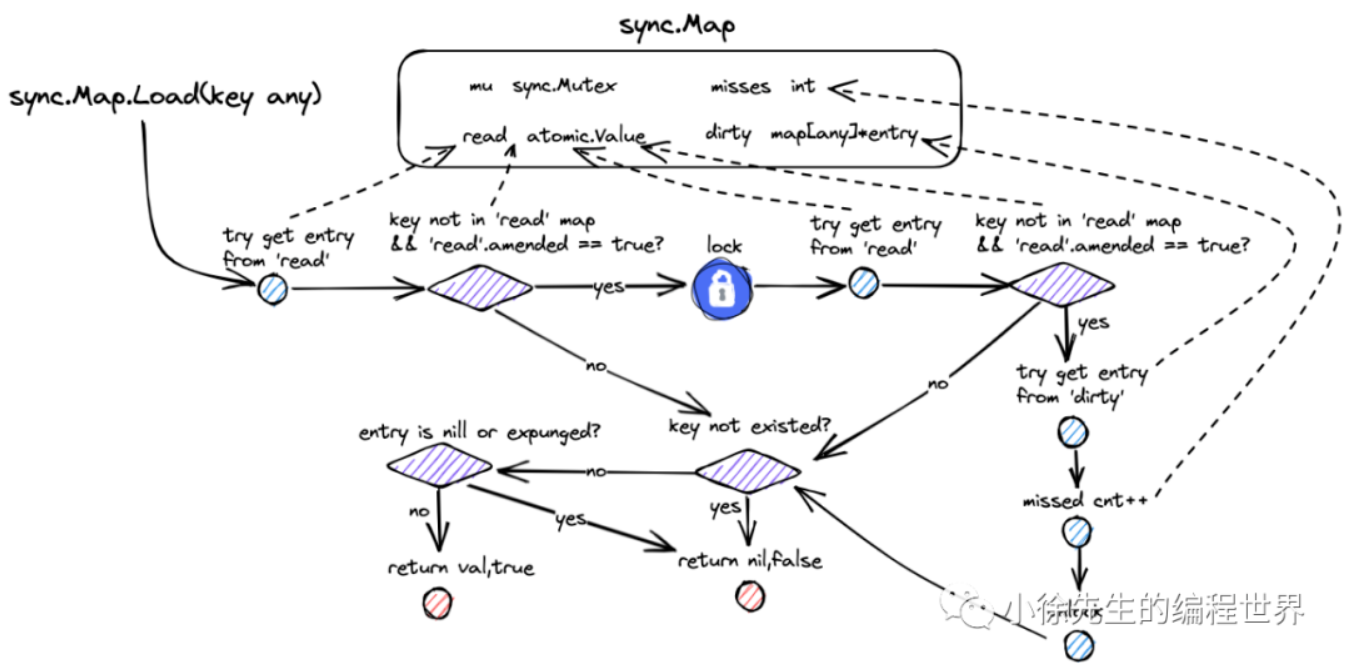 sync.Map
mu sync.Mutex
misses int
sync.Map.Load(key any)
read atomic.Value
dirty map[any]*entry
try get entry
from 'read'
key not in 'read' map
&& 'read'.amended == true?
lock
try get entry
from 'read'
key not in 'read' map
&& 'read'.amended == true?
yes
yes
no
try get entry
from 'dirty'
no
key not existed?
entry is nill or expunged?
no
missed cnt++
no
yes
yes
return val,true
return nil,false
小徐先生的编程世界